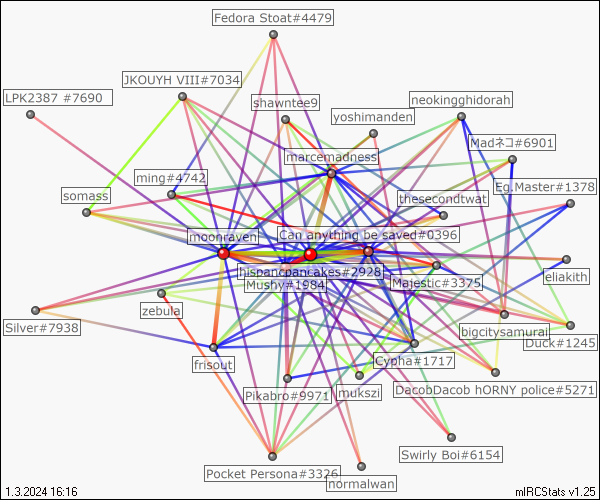 Fedora Stoat#4479
JKOUYH VIII#7034
LPK2387 #7690
shawntee9
neokingghidorah
yoshimanden
Madネコ#6901
marcemadness
ming#4742
Eg.Master#1378
somass
thesecondtwat
moonraven
Can anything be saved#0396
hispancpancakes#2928
Mushy#1984
Majestic#3375
eliakith
zebula
Silver#7938
bigcitysamurai
Duck#1245
frisout
Cypha#1717
Pikabro#9971
mukszi
DacobDacob hORNY police#5271
Swirly Boi#6154
Pocket Persona#3326
normalwan
1.3.2024 16:16
mIRCStats v1.25